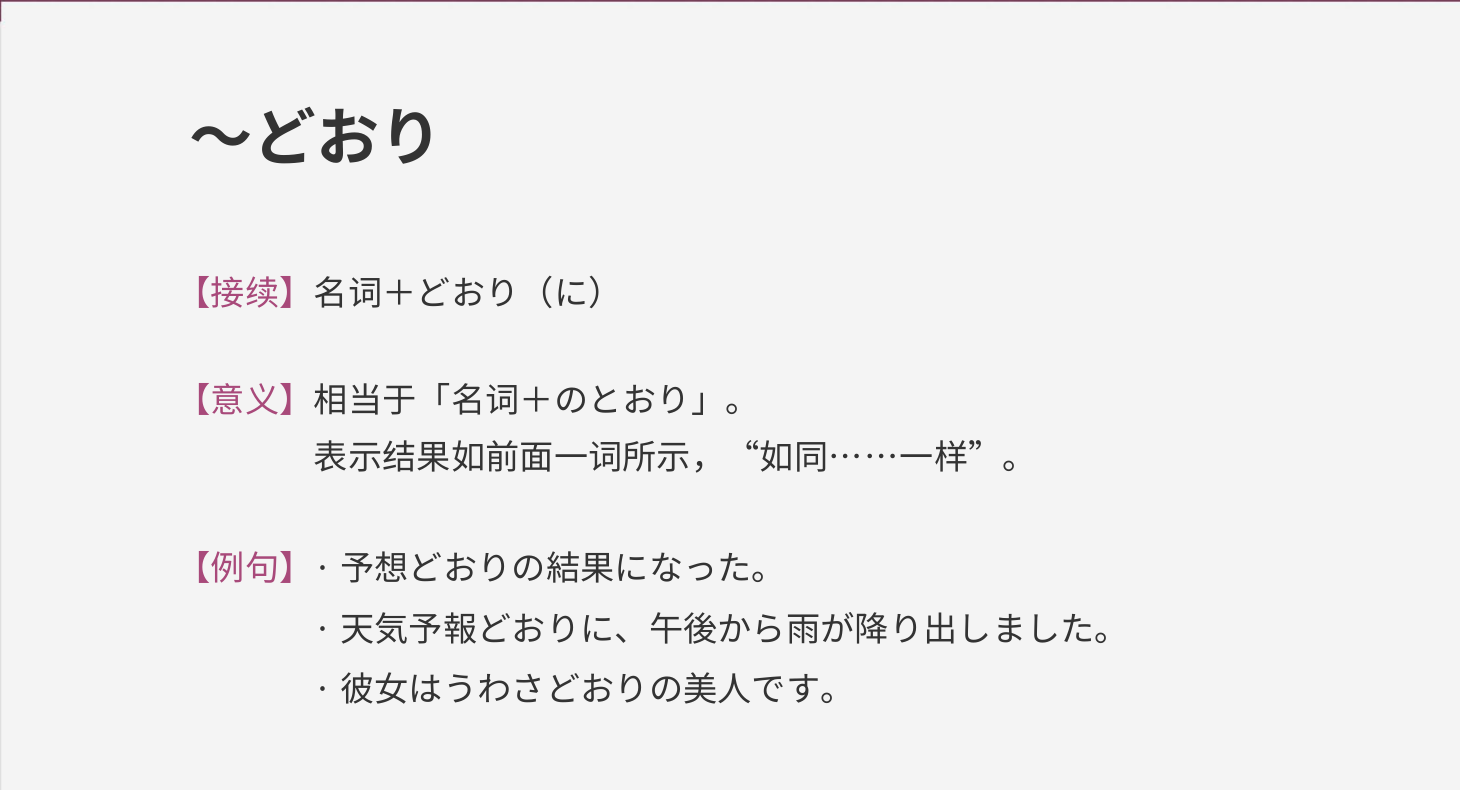 ～どおり
【接续】名词＋どおり（に）
【意义】相当于「名词＋のとおり」。
表示结果如前面一词所示，“如同……一样”。
【例句】· 予想どおりの結果になった。
· 天気予報どおりに、午後から雨が降り出しました。
· 彼女はうわさどおりの美人です。